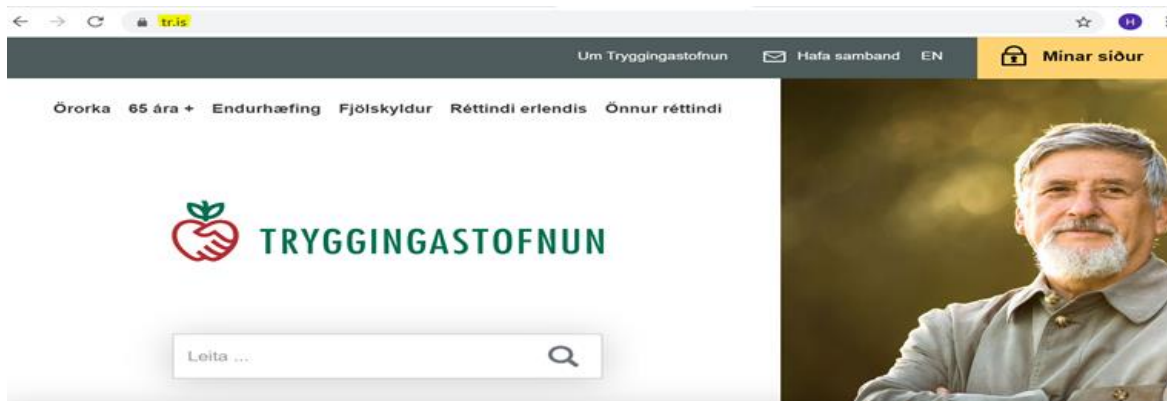 tr.is
H
Um Tryggingastofnun Hafa samband EN Mínar síður
Örorka 65 ára + Endurhæfing Fjölskyldur Réttindi erlendis Önnur réttindi
TRYGGINGASTOFNUN
Leita ...